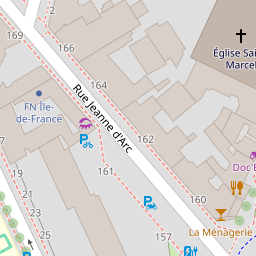 2
169
166
Église Sai
Marcel
164
FN Île-
de-France
Rue Jeanne d'Arc
162
161
Doc B
17
23
21
160
25
157
La Ménagerie